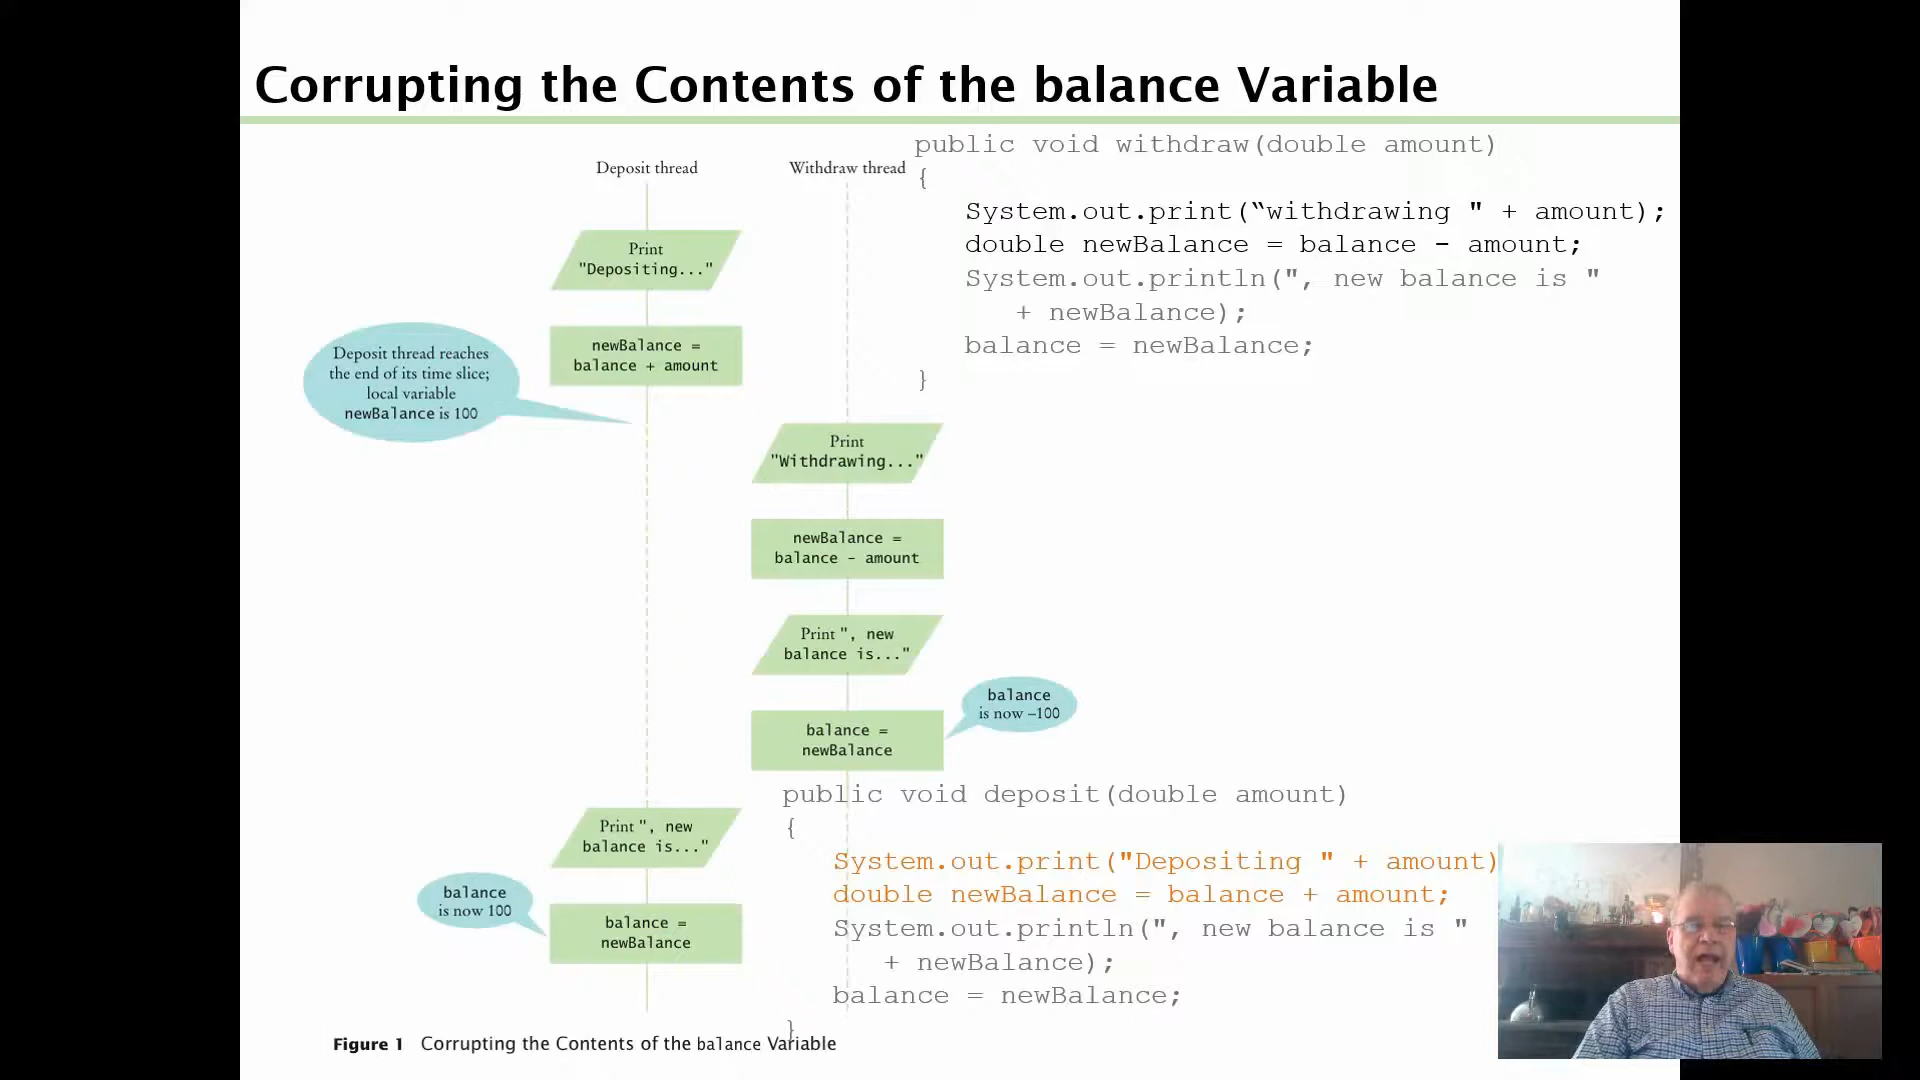 Corrupting the Contents of the balance Variable
Deposit thread
Withdraw thread
Print
"Depositing..."
newBalance =
balance + amount
Deposit thread reaches
the end of its time slice;
local variable
newBalance is 100
Print
"Withdrawing..."
newBalance =
balance - amount
Print ", new
balance is..."
balance =
newBalance
balance
is now –100
Print ", new
balance is..."
balance =
newBalance
balance
is now 100
public void withdraw(double amount)
{
System.out.print(“withdrawing " + amount);
double newBalance = balance - amount;
System.out.println(", new balance is "
+ newBalance);
balance = newBalance;
}
public void deposit(double amount)
{
System.out.print("Depositing " + amount)
double newBalance = balance + amount;
System.out.println(", new balance is "
+ newBalance);
balance = newBalance;
}
Figure 1 Corrupting the Contents of the balance Variable